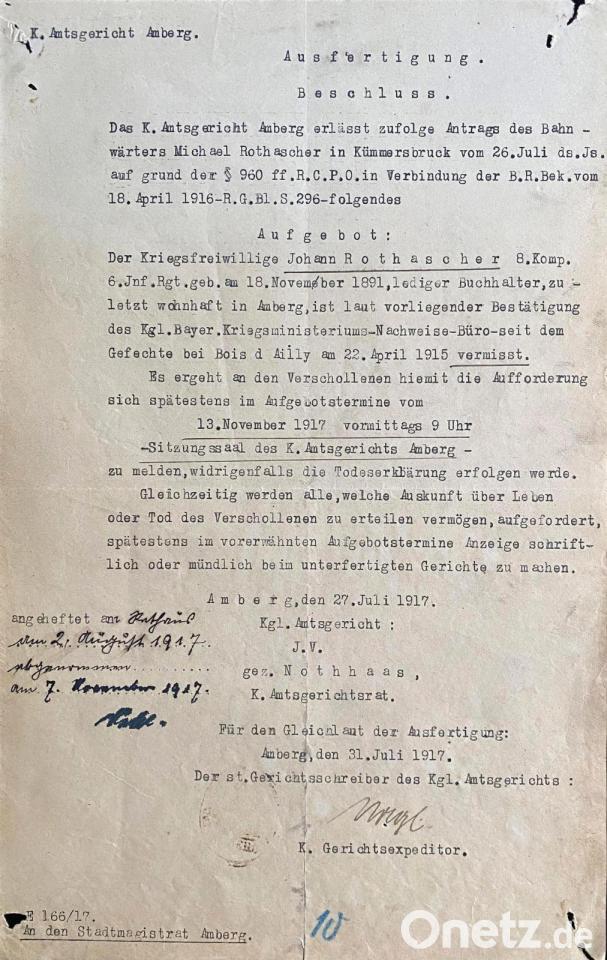 K. Amtsgericht Amberg.
Ausfertigung.
Beschluss.
Das K. Amtsgericht Amberg erlässt zufolge Antrags des Bahn -
wärters Michael Rothascher in Kümmersbruck vom 26.Juli ds.Js.
auf grund der § 960 ff.R.C.P.O.in Verbindung der B.R.Bek.vom
18. April 1916-R.G.Bl.S.296-folgendes
Aufgebot:
Der Kriegsfreiwillige Johann Rothascher 8.Komp.
6.Jnf.Rgt.geb.am 18.November 1891,lediger Buchhalter,zu -
letzt wohnhaft in Amberg,ist laut vorliegender Bestätigung
des Kgl.Bayer.Kriegsministeriums-Nachweise-Büro-seit dem
Gefechte bei Bois d Ailly am 22.April 1915 vermisst.
Es ergeht an den Verschollenen hiemit die Aufforderung
sich spätestens im Aufgebotstermine vom
13.November 1917 vormittags 9 Uhr
-Sitzungssaal des K.Amtsgerichts Amberg -
zu melden,widrigenfalls die Todeserklärung erfolgen werde.
Gleichzeitig werden alle,welche Auskunft über Leben
oder Tod des Verschollenen zu erteilen vermögen,aufgefordert,
spätestens im vorerwähnten Aufgebotstermine Anzeige schrift-
lich oder mündlich beim unterfertigten Gerichte zu machen.
Amberg,den 27.Juli 1917.
Kgl.Amtsgericht :
J.V.
gez. Nothhaas,
K. Amtsgerichtsrat.
angeheftet am Rathaus
am 2. August 1917.
abgenommen..........
am 7. November 1917.
Für den Gleichlaut der Ausfertigung:
Amberg,den 31.Juli 1917.
Der st.Gerichtsschreiber des Kgl.Amtsgerichts :
K. Gerichtsexpeditor.
E 166/17.
An den Stadtmagistrat Amberg.
10
Onetz.de